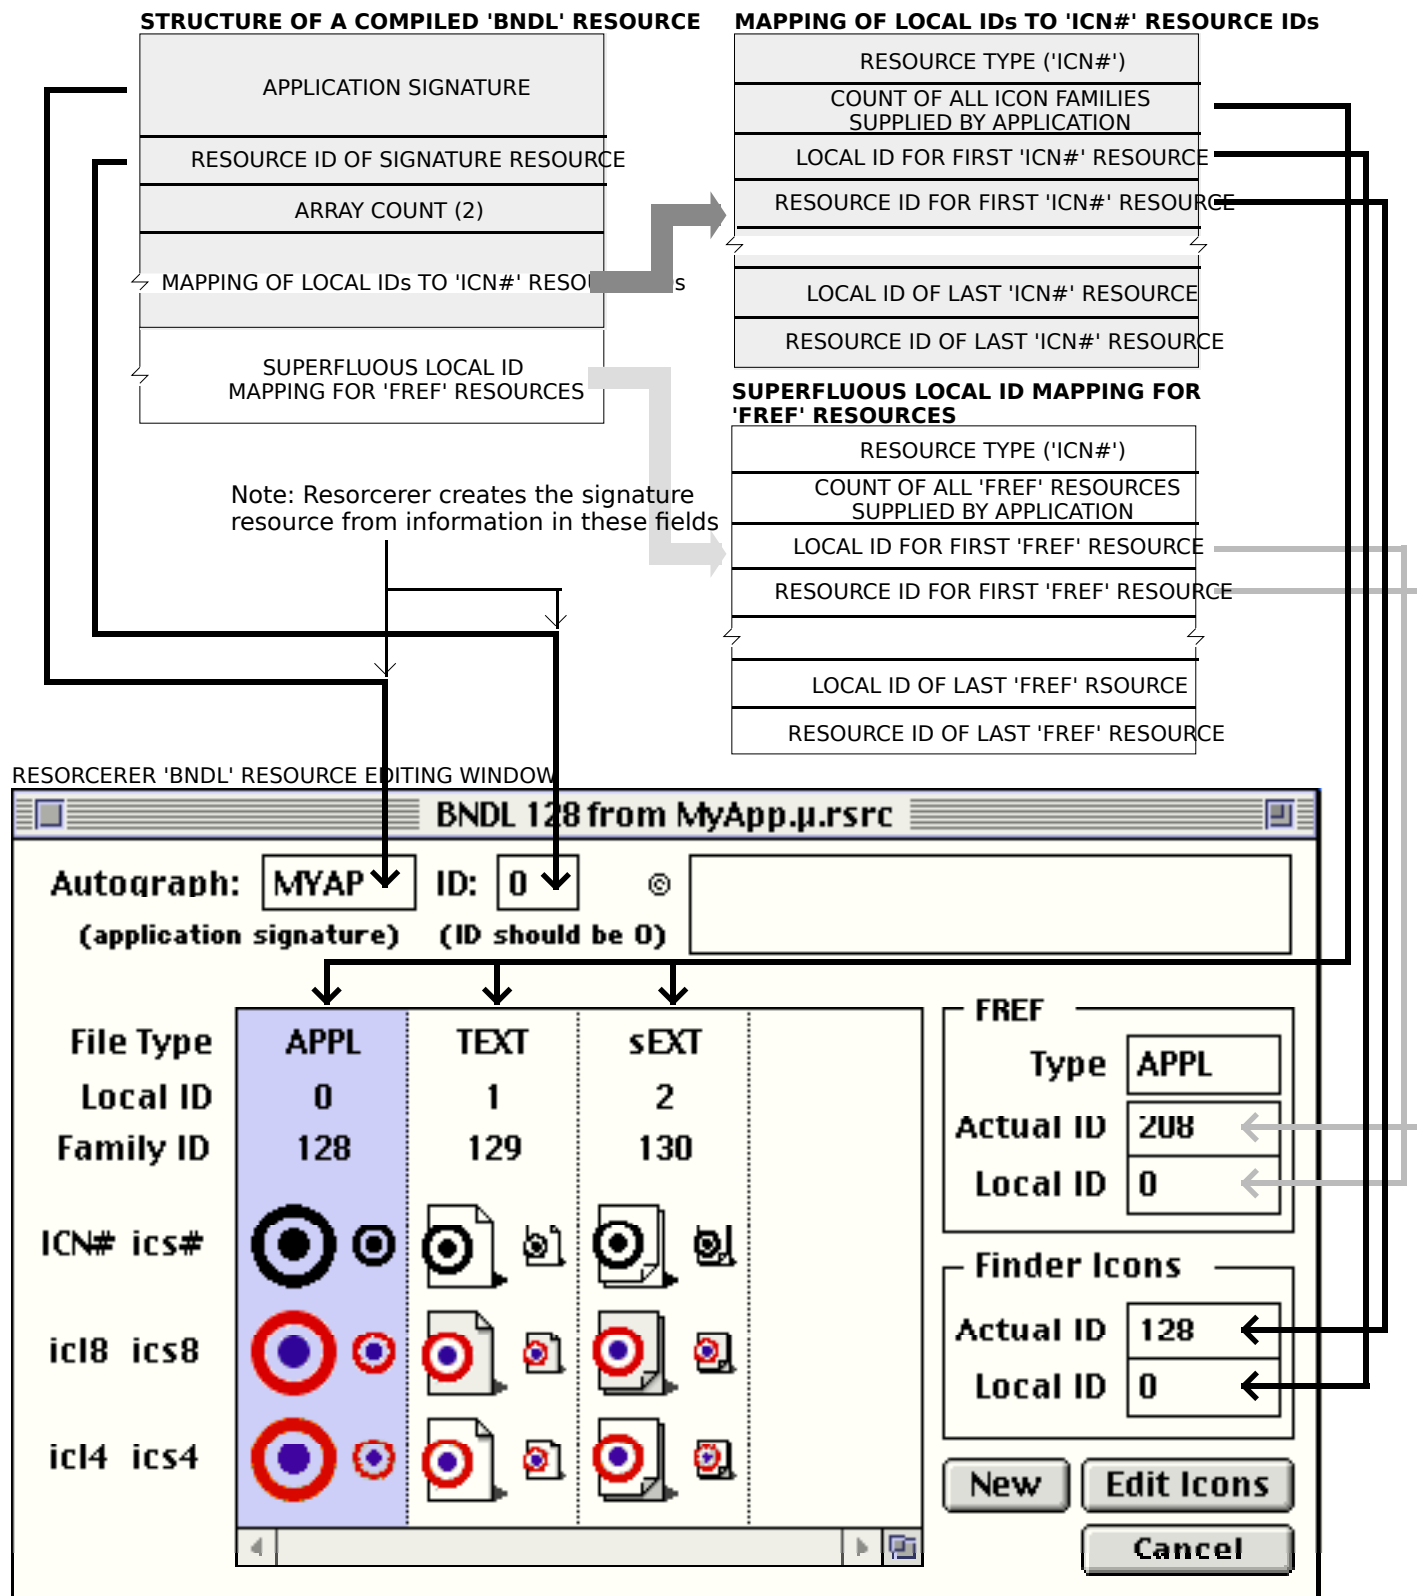 STRUCTURE OF A COMPILED 'BNDL' RESOURCE
APPLICATION SIGNATURE
RESOURCE ID OF SIGNATURE RESOURCE
ARRAY COUNT (2)
MAPPING OF LOCAL IDs TO 'ICN#'
SUPERFLUOUS LOCAL ID
MAPPING FOR 'FREF' RESOURCES
MAPPING OF LOCAL IDs TO 'ICN#' RESOURCE IDs
RESOURCE TYPE ('ICN#')
COUNT OF ALL ICON FAMILIES
SUPPLIED BY APPLICATION
LOCAL ID FOR FIRST 'ICN#' RESOURCE
RESOURCE ID FOR FIRST 'ICN#' RESOURCE
LOCAL ID OF LAST 'ICN#' RESOURCE
RESOURCE ID OF LAST 'ICN#' RESOURCE
SUPERFLUOUS LOCAL ID MAPPING FOR
'FREF' RESOURCES
RESOURCE TYPE ('ICN#')
COUNT OF ALL 'FREF' RESOURCES
SUPPLIED BY APPLICATION
LOCAL ID FOR FIRST 'FREF' RESOURCE
RESOURCE ID FOR FIRST 'FREF' RESOURCE
LOCAL ID OF LAST 'FREF' RSOURCE
RESOURCE ID OF LAST 'FREF' RESOURCE
Note: Resorcerer creates the signature
resource from information in these fields
RESORCERER 'BNDL' RESOURCE EDITING WINDOW
BNDL 128 from MyApp.µ.rsrc
Autograph: MYAP ID: 0 ©
(application signature) (ID should be 0)
File Type APPL TEXT sEXT
Local ID 0 1 2
Family ID 128 129 130
ICN# ics#
icl8 ics8
icl4 ics4
FREF
Type APPL
Actual ID 208
Local ID 0
Finder Icons
Actual ID 128
Local ID 0
New Edit Icons
Cancel